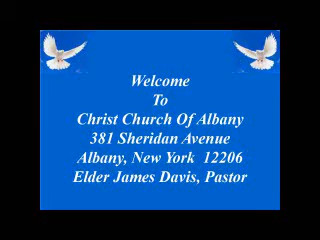 Welcome
To
Christ Church Of Albany
381 Sheridan Avenue
Albany, New York  12206
Elder James Davis, Pastor